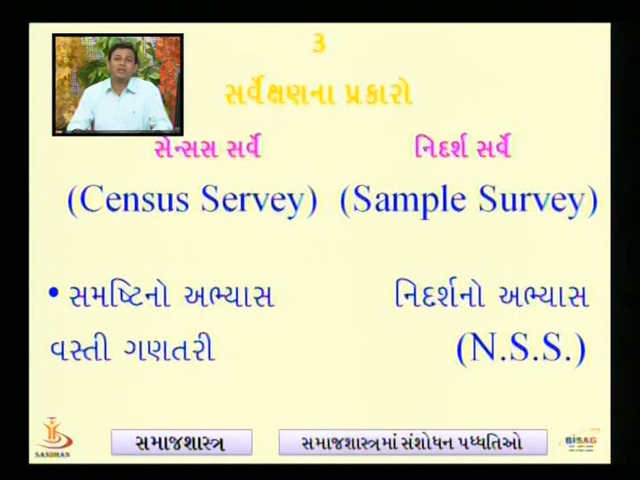 ૩
સર્વેક્ષણના પ્રકારો
સેન્સસ સર્વે નિદર્શ સર્વે
(Census Servey) (Sample Survey)
• સમષ્ટિનો અભ્યાસ નિદર્શનો અભ્યાસ
વસ્તી ગણતરી (N.S.S.)
SANDHAN સમાજશાસ્ત્ર સમાજશાસ્ત્રમાં સંશોધન પધ્ધતિઓ BISAG